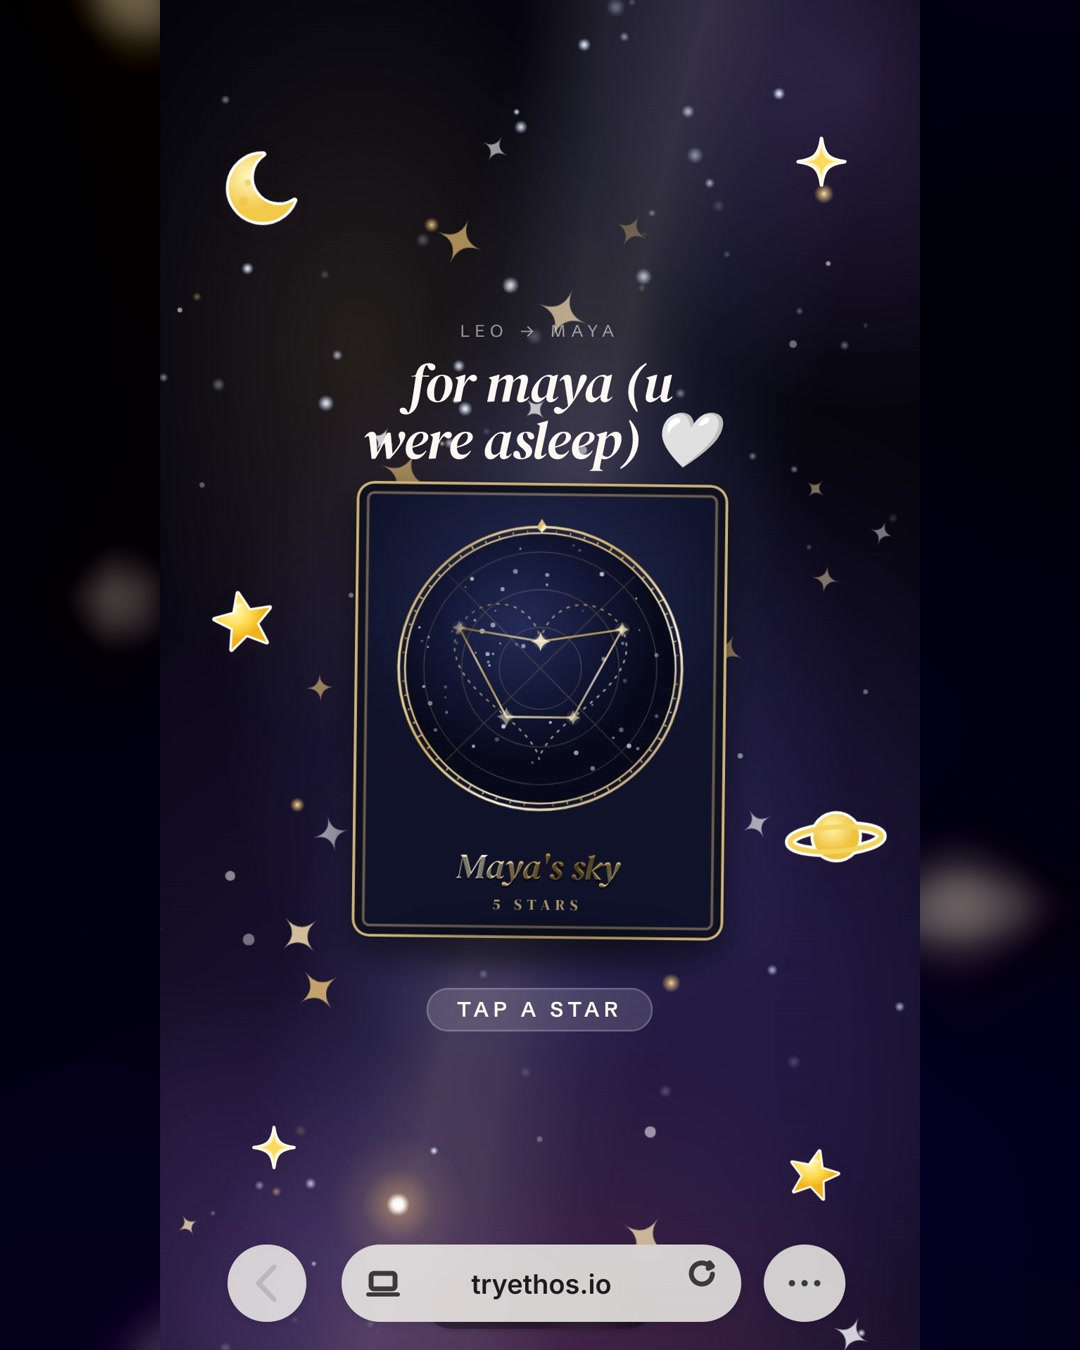 LEO → MAYA
for maya (u
were asleep) 🤍
Maya's sky
5 STARS
TAP A STAR
tryethos.io